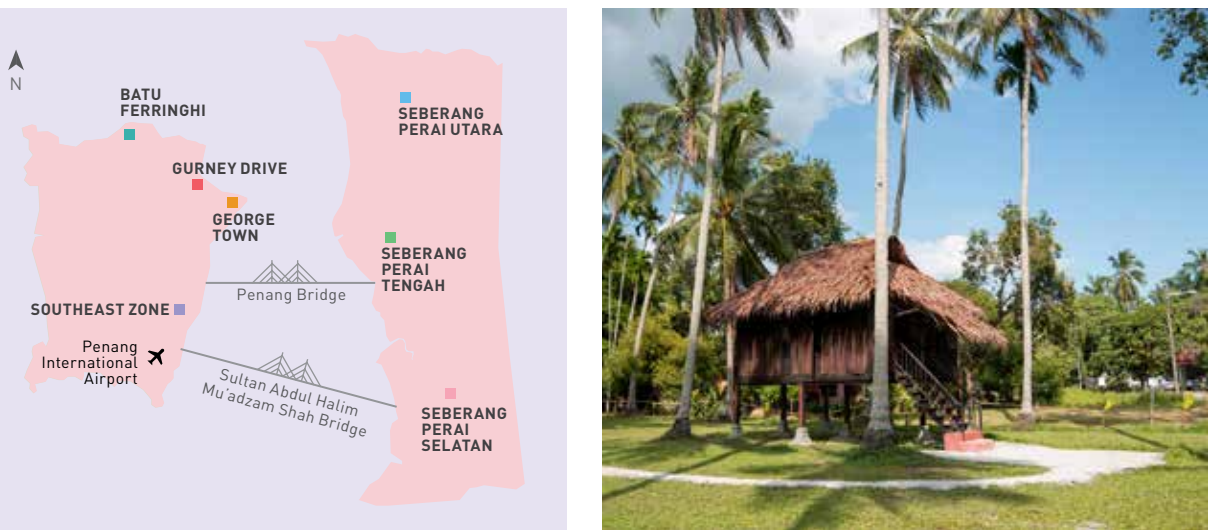 N
BATU
FERRINGHI
SEBERANG
PERAI UTARA
GURNEY DRIVE
GEORGE
TOWN
SEBERANG
PERAI
TENGAH
Penang Bridge
SOUTHEAST ZONE
Penang
International
Airport
Sultan Abdul Halim
Mu'adzam Shah Bridge
SEBERANG
PERAI
SELATAN